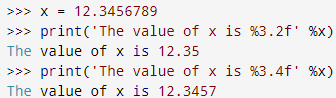 >>> x = 12.3456789
>>> print('The value of x is %3.2f' %x)
The value of x is 12.35
>>> print('The value of x is %3.4f' %x)
The value of x is 12.3457